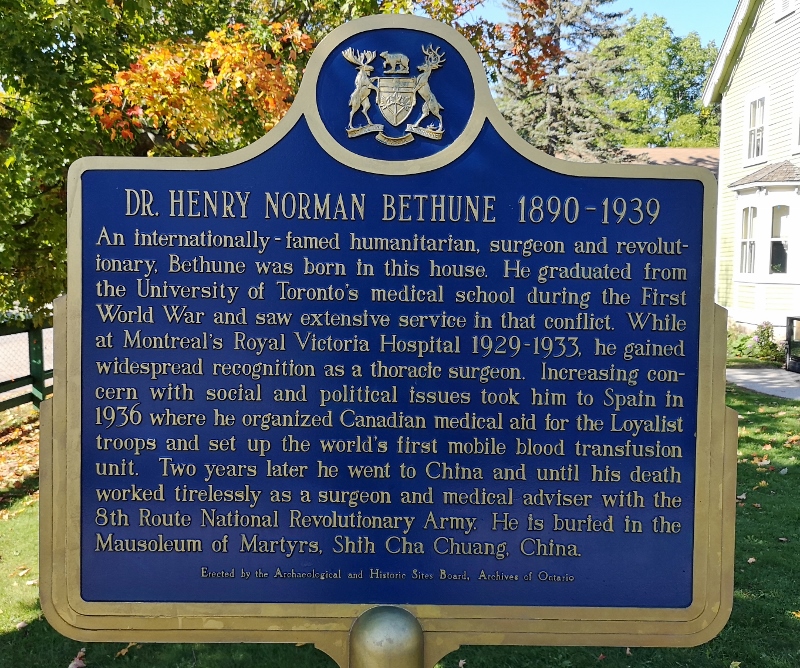 DR. HENRY NORMAN BETHUNE 1890-1939
An internationally-famed humanitarian, surgeon and revolut-
ionary, Bethune was born in this house. He graduated from
the University of Toronto's medical school during the First
World War and saw extensive service in that conflict. While
at Montreal's Royal Victoria Hospital 1929-1933, he gained
widespread recognition as a thoracic surgeon. Increasing con-
cern with social and political issues took him to Spain in
1936 where he organized Canadian medical aid for the Loyalist
troops and set up the world's first mobile blood transfusion
unit. Two years later he went to China and until his death
worked tirelessly as a surgeon and medical adviser with the
8th Route National Revolutionary Army. He is buried in the
Mausoleum of Martyrs, Shih Cha Chuang, China.
Erected by the Archaeological and Historic Sites Board, Archives of Ontario